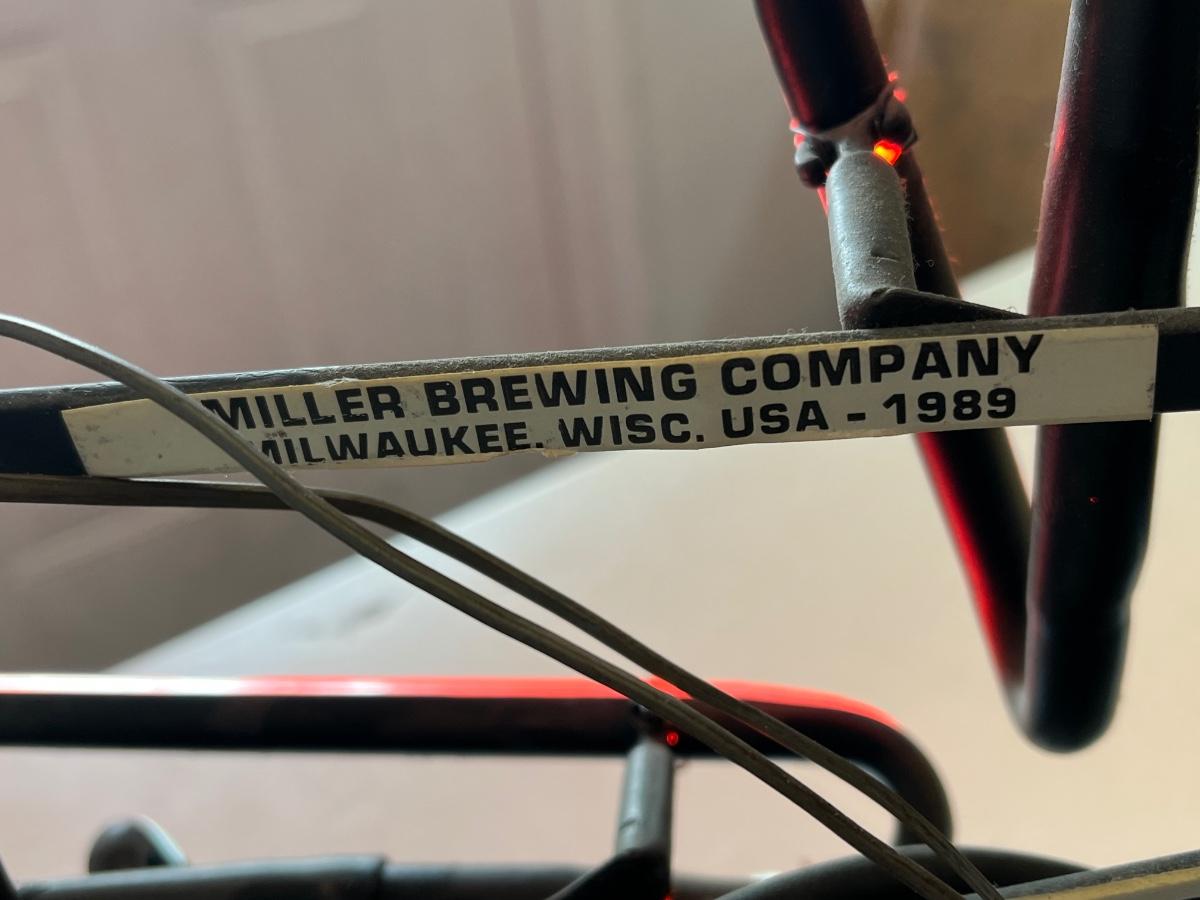 MILLER BREWING COMPANY
MILWAUKEE, WISC. USA - 1989